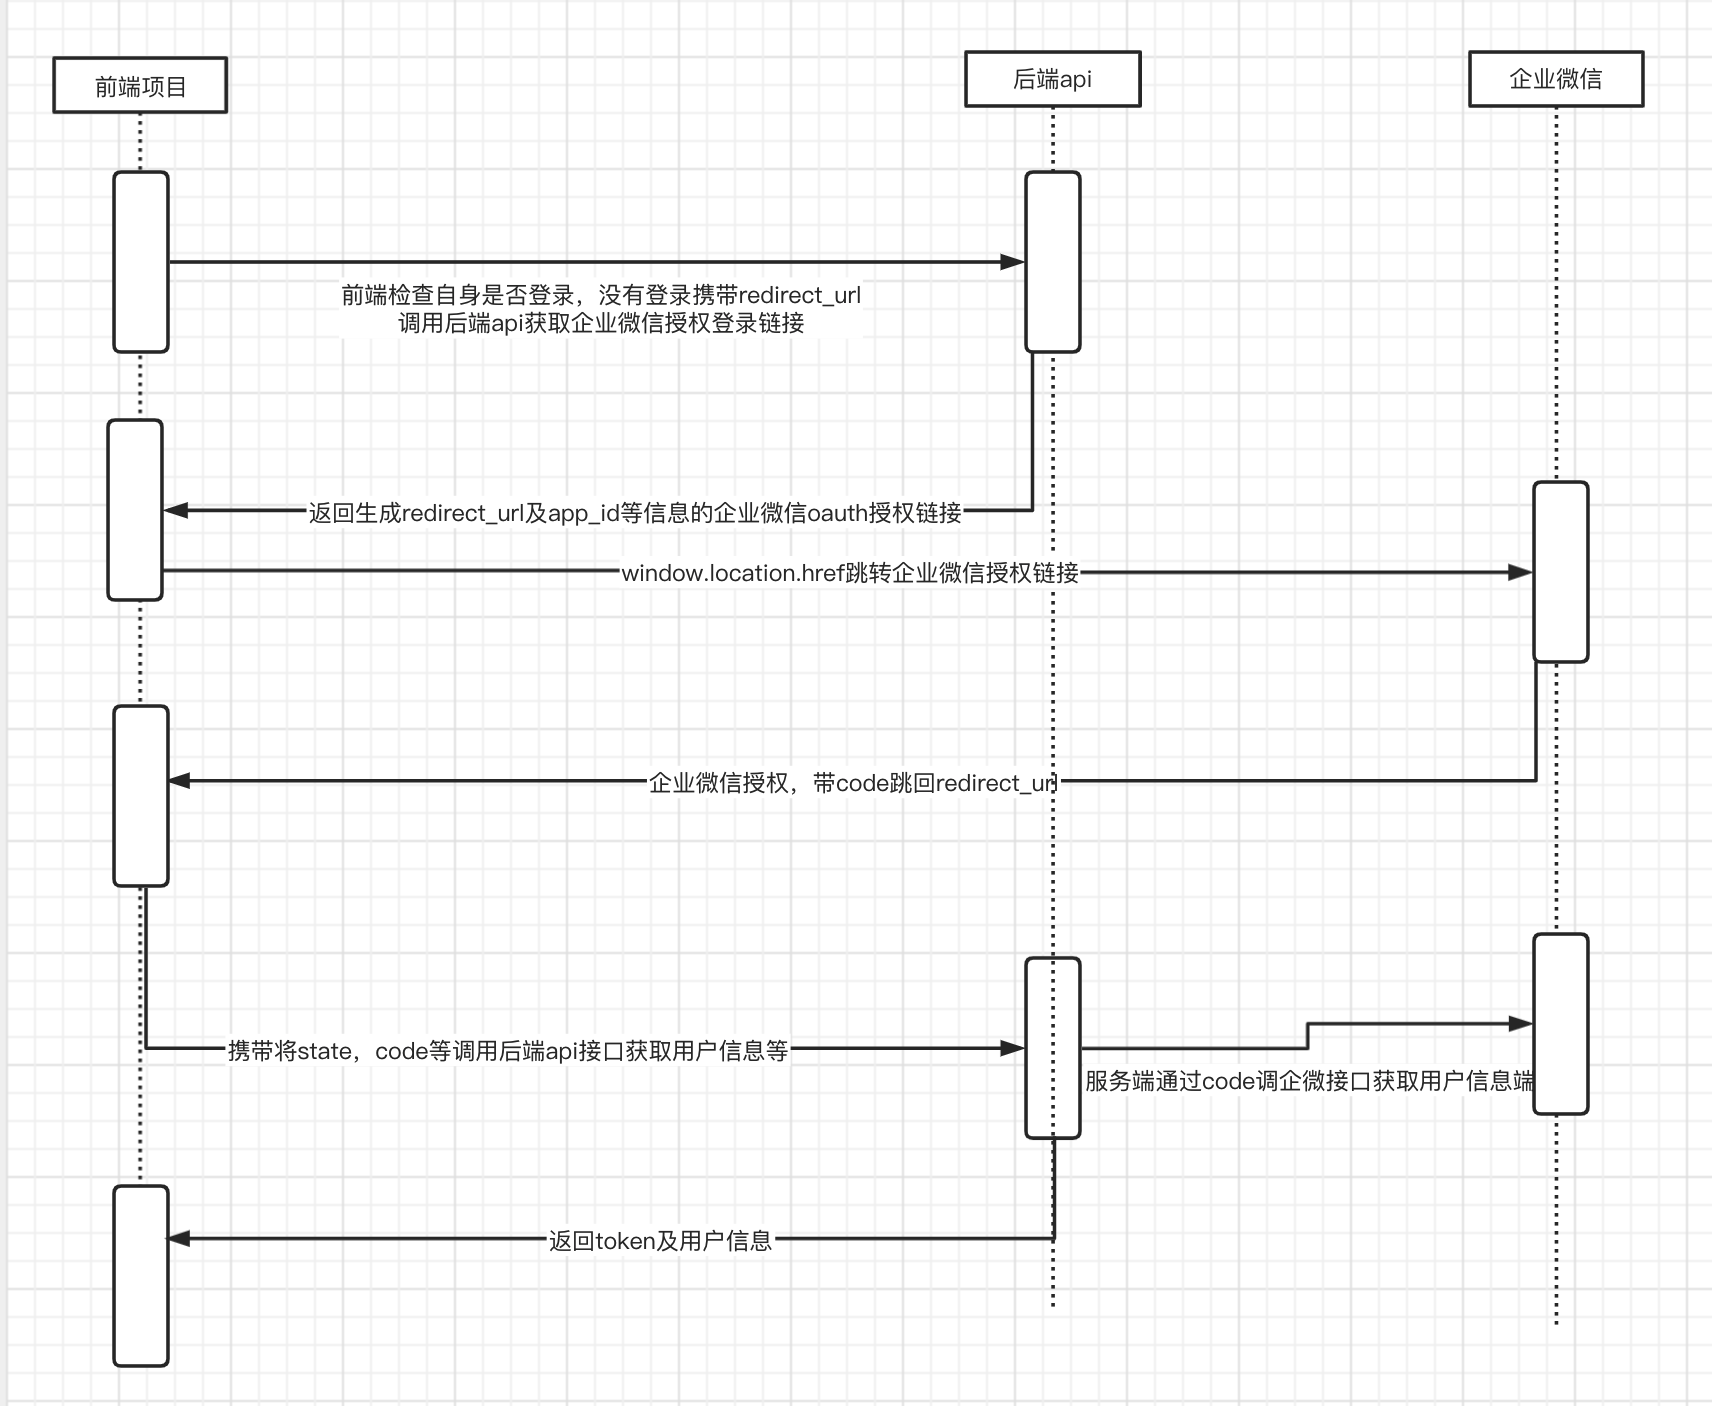 前端项目
后端api
企业微信
前端检查自身是否登录，没有登录携带redirect_url
调用后端api获取企业微信授权登录链接
返回生成redirect_url及app_id等信息的企业微信oauth授权链接
window.location.href跳转企业微信授权链接
企业微信授权，带code跳回redirect_url
携带将state，code等调用后端api接口获取用户信息等
服务端通过code调企微接口获取用户信息端
返回token及用户信息